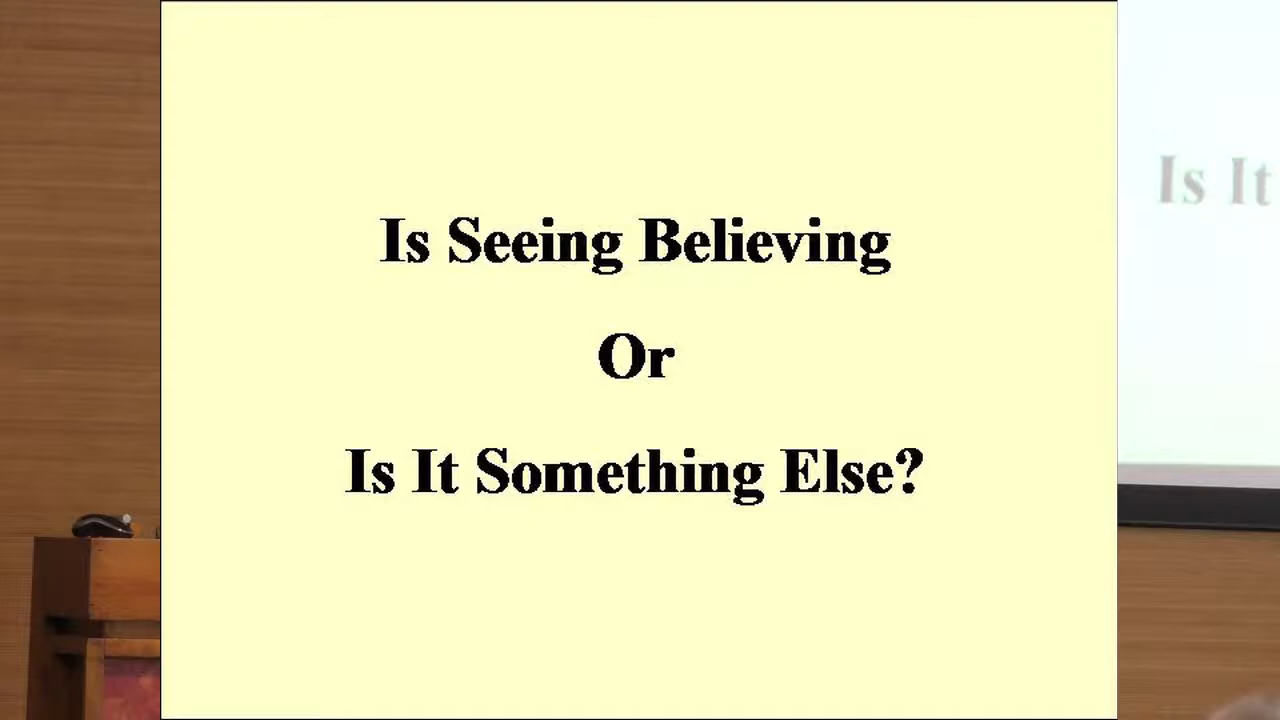 Is Seeing Believing
Or
Is It Something Else?
Is It